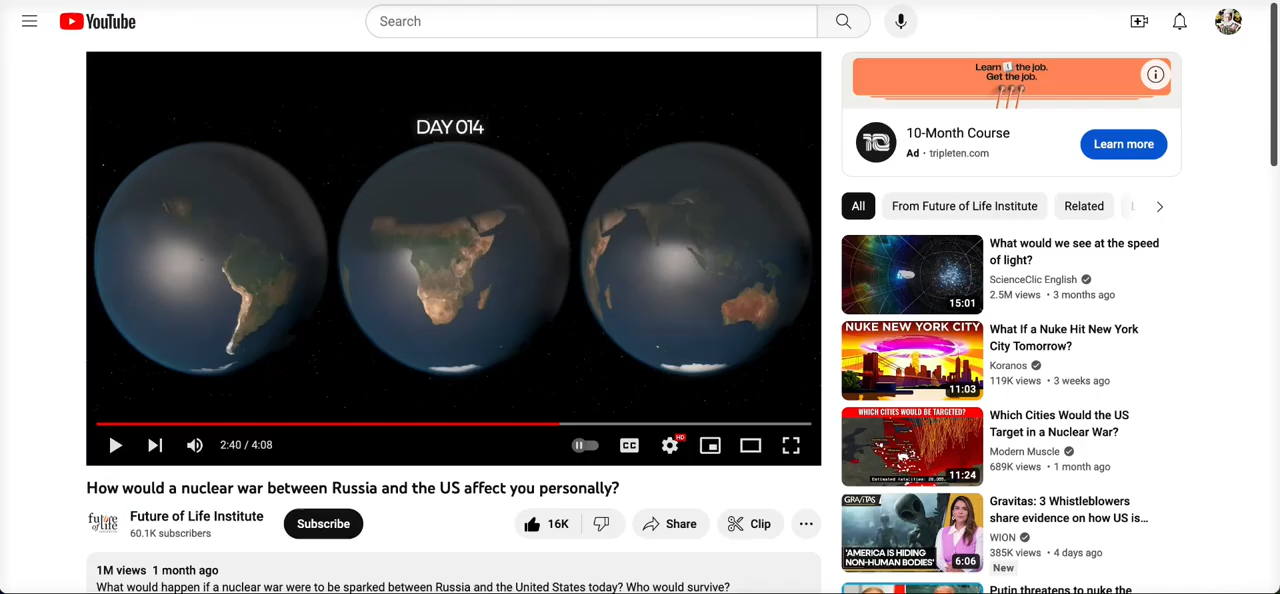 YouTube
Search
Learn the job.
Get the job.
10-Month Course
Ad · tripleten.com
Learn more
DAY 014
2:40 / 4:08
CC
HD
How would a nuclear war between Russia and the US affect you personally?
future of life
Future of Life Institute
60.1K subscribers
Subscribe
16K
Share
Clip
1M views 1 month ago
What would happen if a nuclear war were to be sparked between Russia and the United States today? Who would survive?
All
From Future of Life Institute
Related
15:01
What would we see at the speed
of light?
ScienceClic English
2.5M views · 3 months ago
NUKE NEW YORK CITY
11:03
What If a Nuke Hit New York
City Tomorrow?
Koranos
119K views · 3 weeks ago
WHICH CITIES WOULD BE TARGETED?
11:24
Which Cities Would the US
Target in a Nuclear War?
Modern Muscle
689K views · 1 month ago
GRAVITAS
'AMERICA IS HIDING
NON-HUMAN BODIES'
6:06
Gravitas: 3 Whistleblowers
share evidence on how US is...
WION
385K views · 4 days ago
New
Putin threatens to nuke the